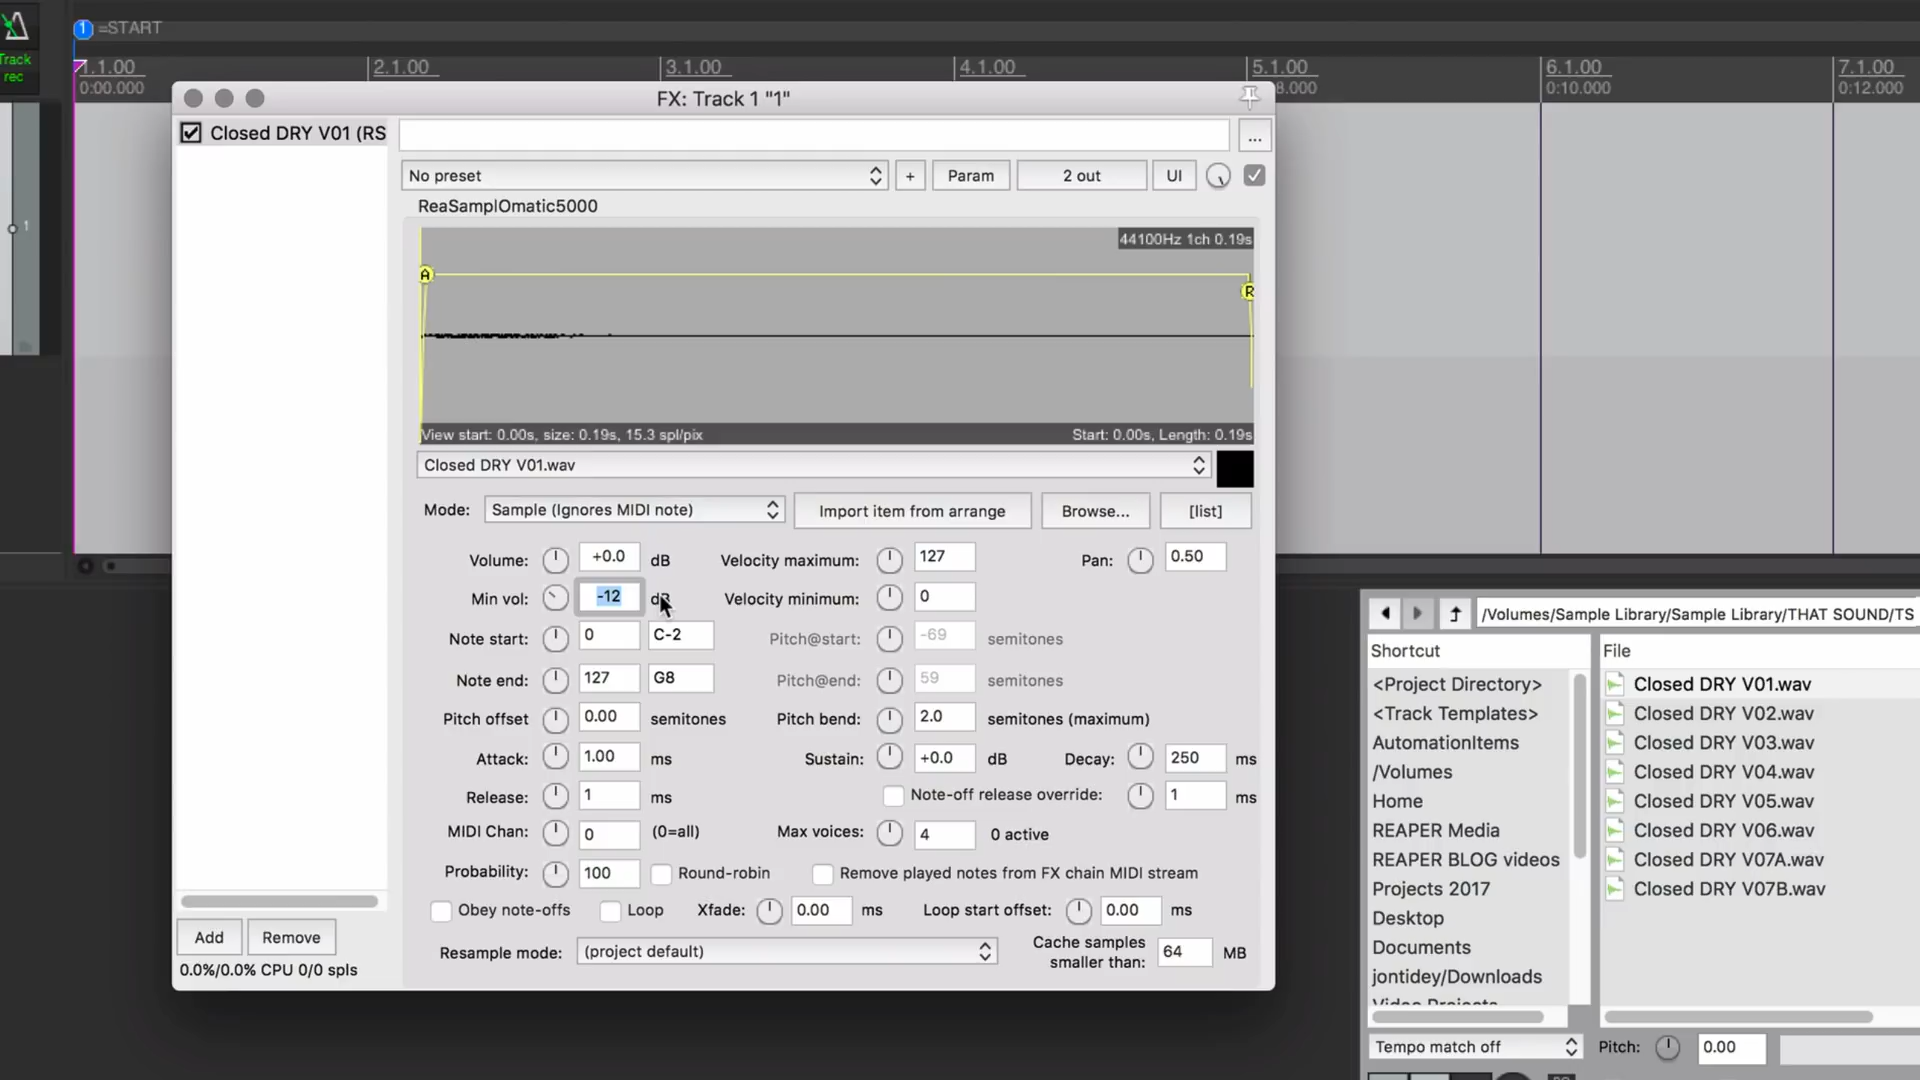 1 =START
Track
rec
1.1.00
2.1.00
3.1.00
4.1.00
5.1.00
6.1.00
7.1.00
0:00.000
8.000
0:10.000
0:12.000
1
FX: Track 1 "1"
Closed DRY V01 (RS
...
No preset
+
Param
2 out
UI
ReaSamplOmatic5000
44100Hz 1ch 0.19s
A
R
View start: 0.00s, size: 0.19s, 15.3 spl/pix
Start: 0.00s, Length: 0.19s
Closed DRY V01.wav
Mode: Sample (Ignores MIDI note) Import item from arrange Browse... [list]
Volume: +0.0 dB Velocity maximum: 127 Pan: 0.50
Min vol: -12 dB Velocity minimum: 0
Note start: 0 C-2 Pitch@start: -69 semitones
Note end: 127 G8 Pitch@end: 59 semitones
Pitch offset 0.00 semitones Pitch bend: 2.0 semitones (maximum)
Attack: 1.00 ms Sustain: +0.0 dB Decay: 250 ms
Release: 1 ms Note-off release override: 1 ms
MIDI Chan: 0 (0=all) Max voices: 4 0 active
Probability: 100 Round-robin Remove played notes from FX chain MIDI stream
Obey note-offs Loop Xfade: 0.00 ms Loop start offset: 0.00 ms
Resample mode: (project default) Cache samples
smaller than: 64 MB
Add Remove
0.0%/0.0% CPU 0/0 spls
/Volumes/Sample Library/Sample Library/THAT SOUND/TS
Shortcut
<Project Directory>
<Track Templates>
AutomationItems
/Volumes
Home
REAPER Media
REAPER BLOG videos
Projects 2017
Desktop
Documents
jontidey/Downloads
Video Projects
File
Closed DRY V01.wav
Closed DRY V02.wav
Closed DRY V03.wav
Closed DRY V04.wav
Closed DRY V05.wav
Closed DRY V06.wav
Closed DRY V07A.wav
Closed DRY V07B.wav
Tempo match off
Pitch: 0.00